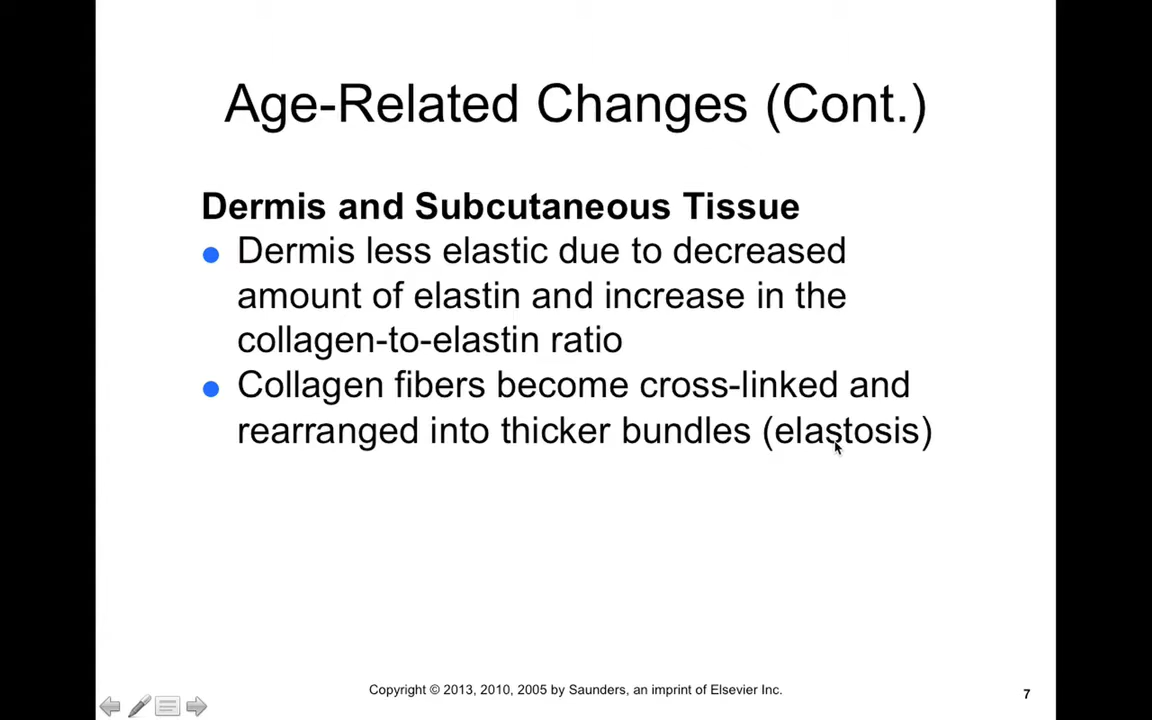 Age-Related Changes (Cont.)
Dermis and Subcutaneous Tissue
Dermis less elastic due to decreased
amount of elastin and increase in the
collagen-to-elastin ratio
Collagen fibers become cross-linked and
rearranged into thicker bundles (elastosis)
Copyright © 2013, 2010, 2005 by Saunders, an imprint of Elsevier Inc.
7